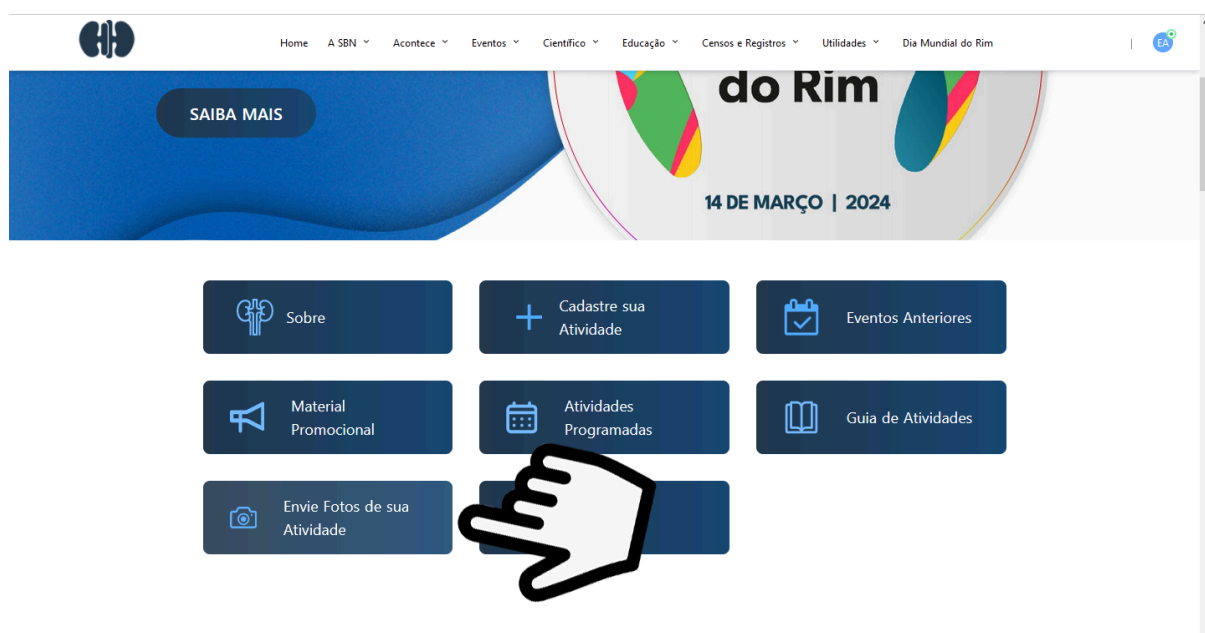 Home A SBN Acontece Eventos Científico Educação Censos e Registros Utilidades Dia Mundial do Rim | EA
do Rim
SAIBA MAIS
14 DE MARÇO | 2024
Sobre
Cadastre sua
Atividade
Eventos Anteriores
Material
Promocional
Atividades
Programadas
Guia de Atividades
Envie Fotos de sua
Atividade